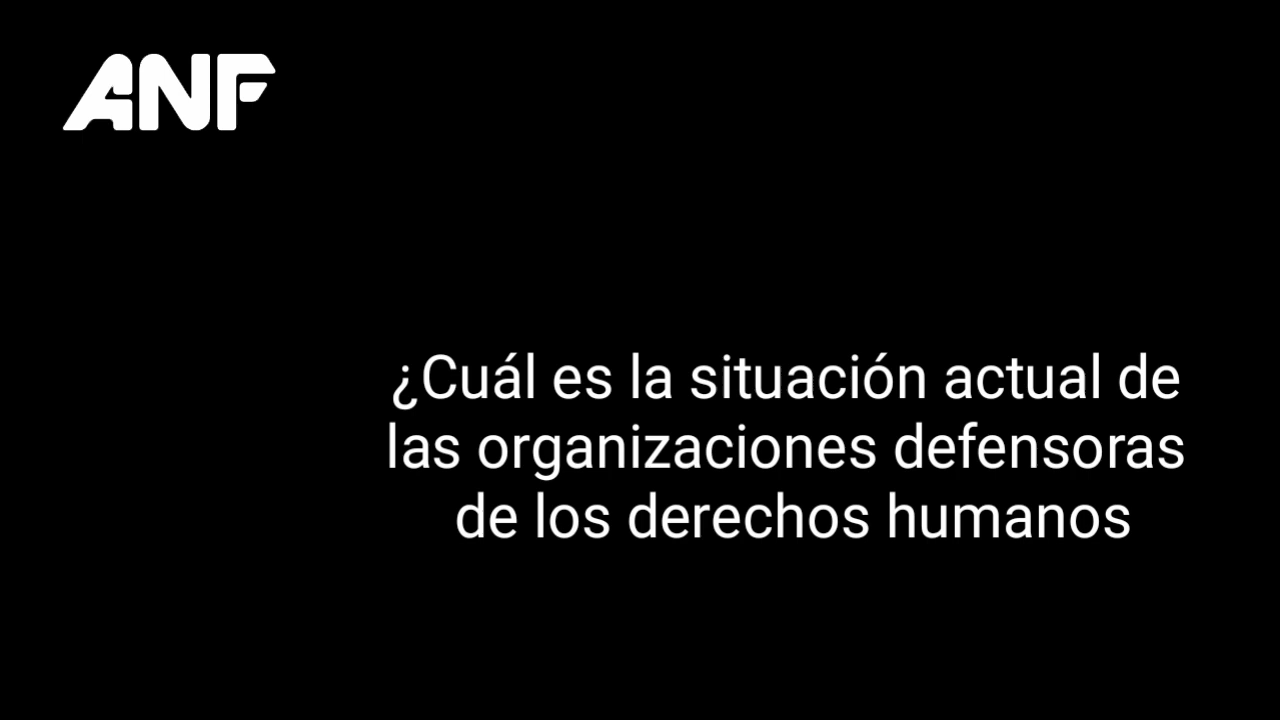 ANF
¿Cuál es la situación actual de
las organizaciones defensoras
de los derechos humanos